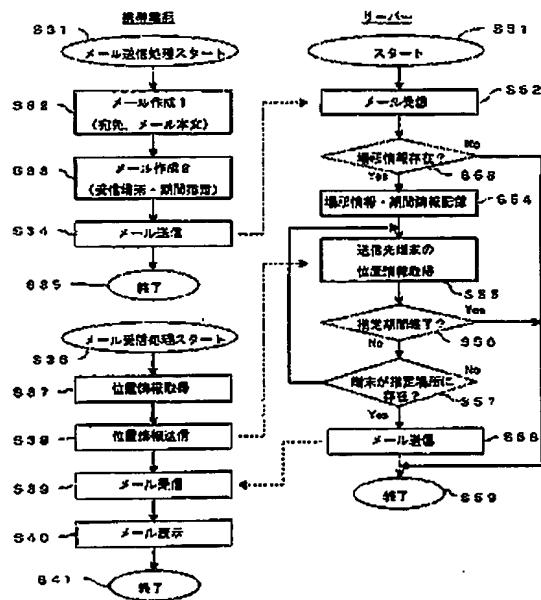 携帯電話
S31
メール送信処理スタート
S32
メール作成1
(宛先、メール本文)
S33
メール作成2
(受信場所・期間指定)
S34
メール送信
S35
終了
S36
メール受信処理スタート
S37
位置情報取得
S38
位置情報送信
S39
メール受信
S40
メール表示
S41
終了
サーバー
S51
スタート
S52
メール受信
場所情報存在?
No
S53
Yes
場所情報・期間情報記憶
S54
送信先端末の
位置情報取得
S55
指定期間終了?
Yes
S56
No
端末が指定場所に
存在?
No
S57
Yes
メール送信
S58
終了
S59